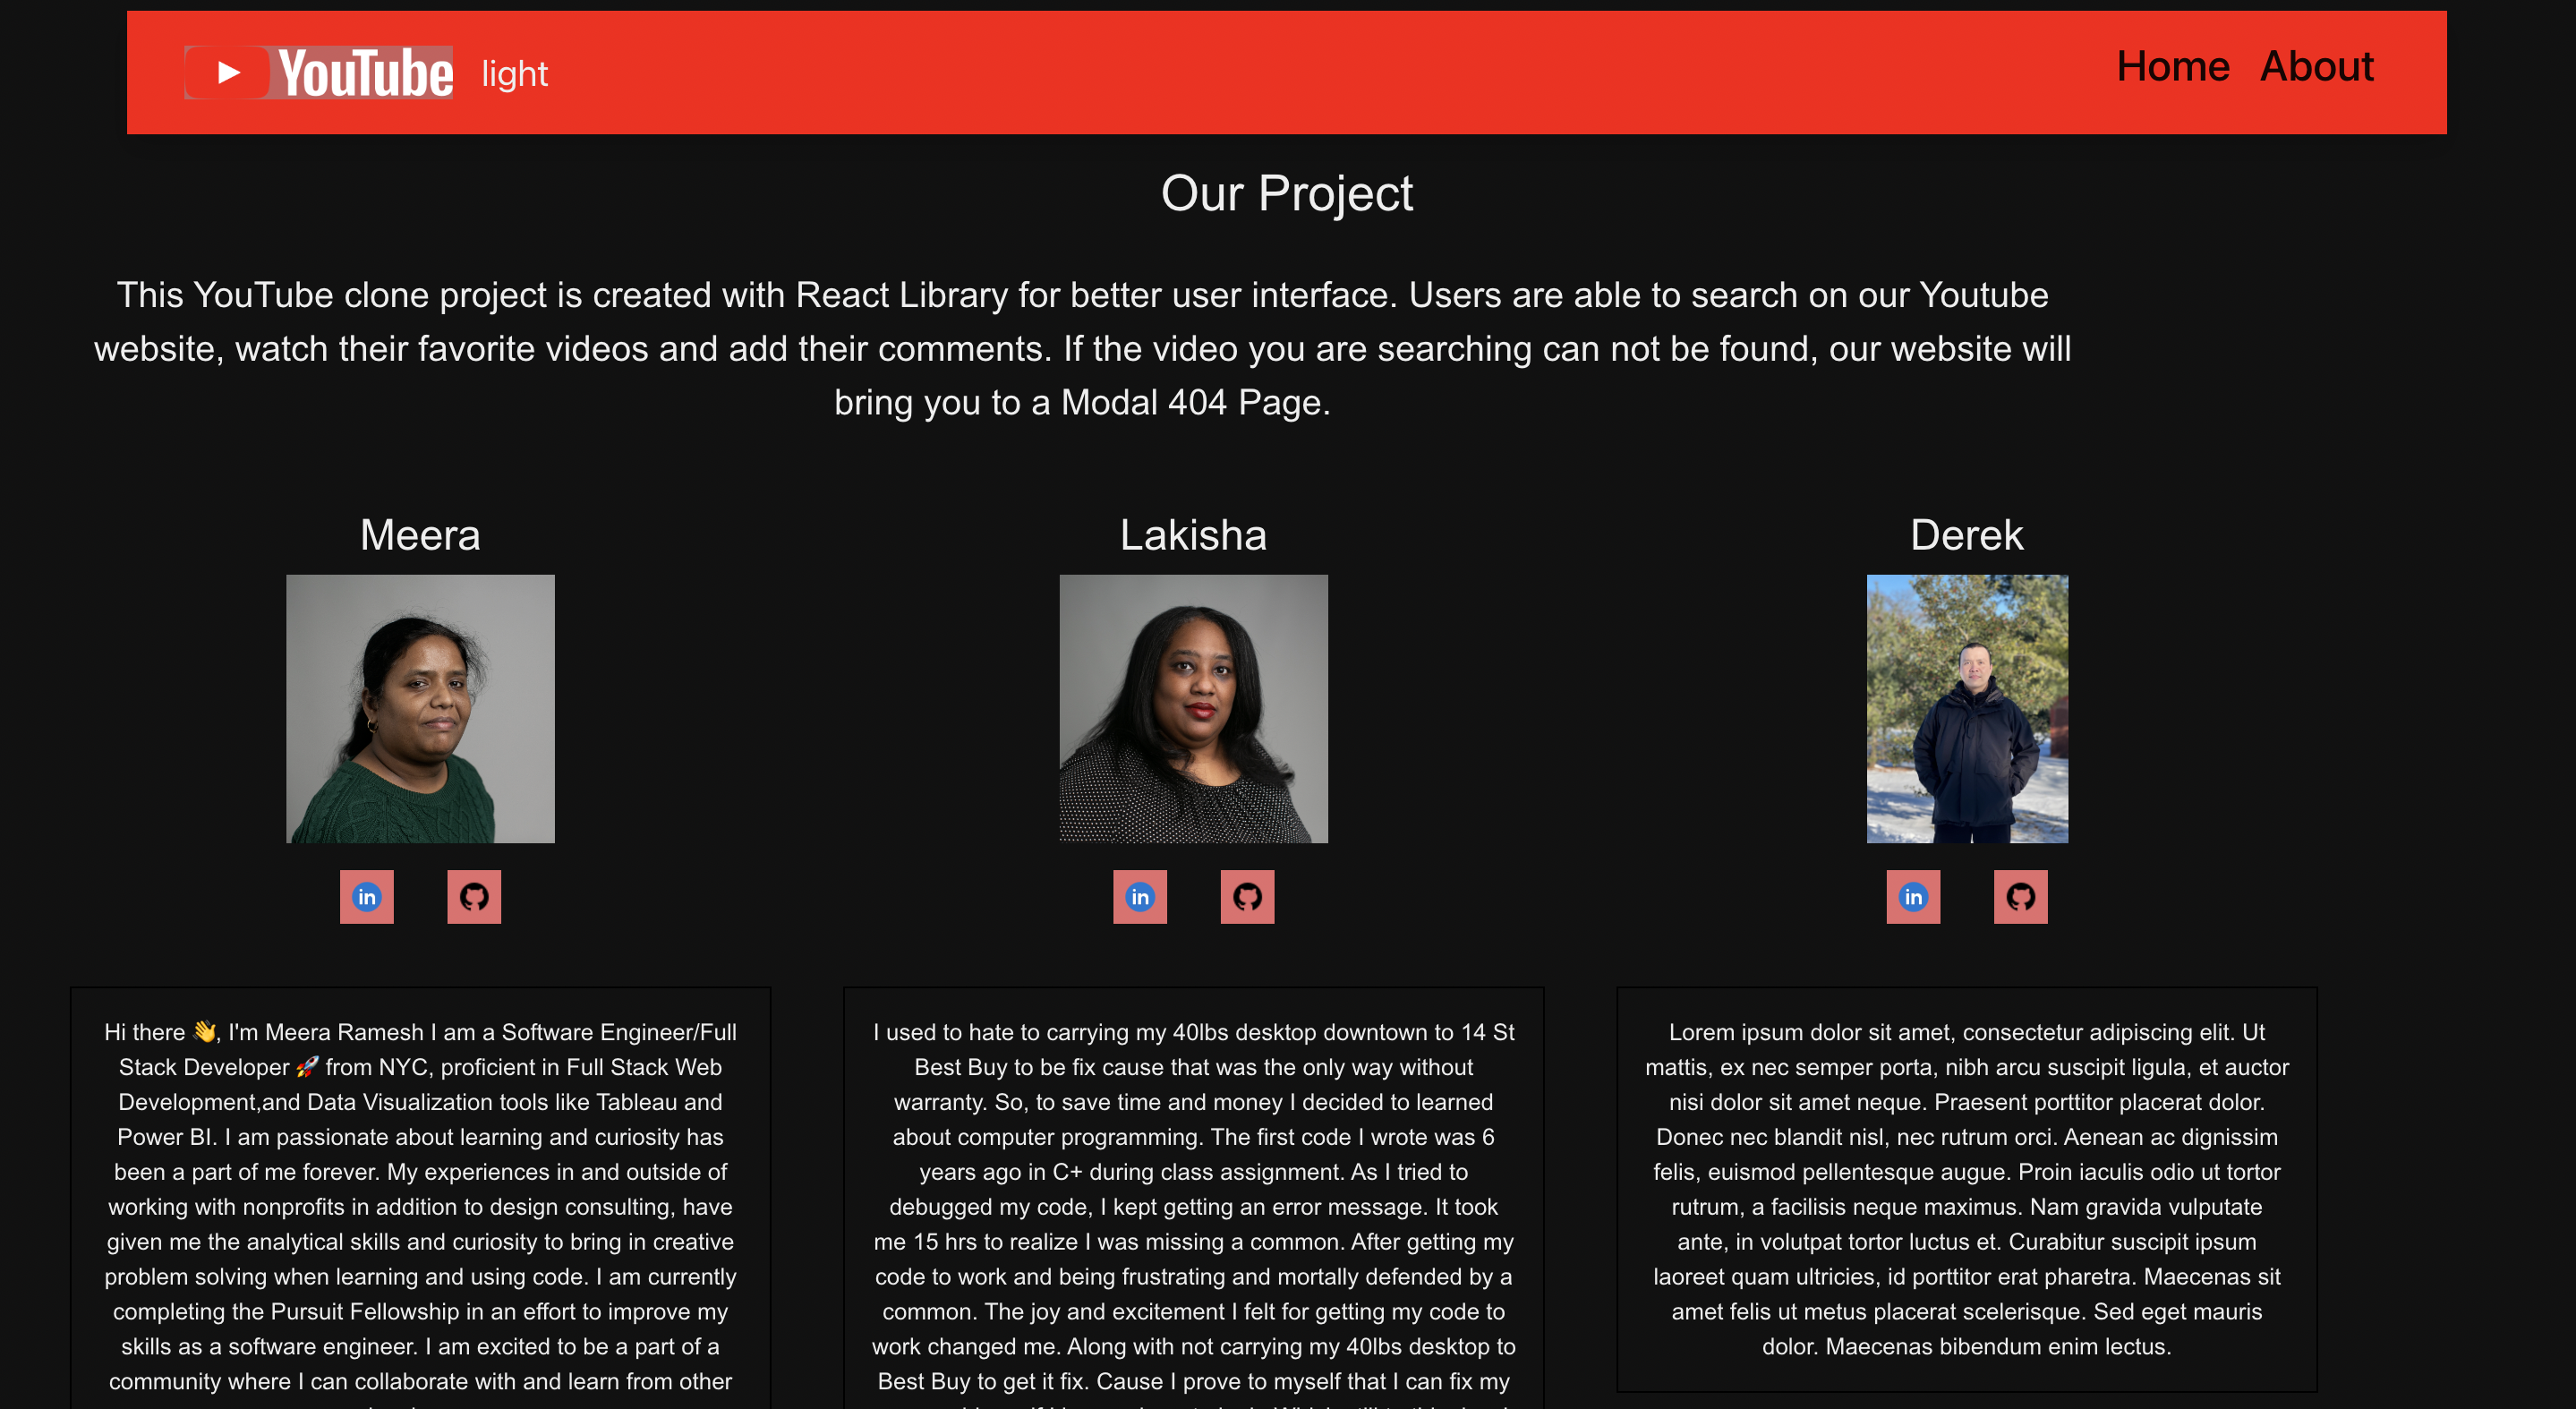 YouTube light Home About
Our Project
This YouTube clone project is created with React Library for better user interface. Users are able to search on our Youtube
website, watch their favorite videos and add their comments. If the video you are searching can not be found, our website will
bring you to a Modal 404 Page.
Meera
Lakisha
Derek
in
in
in
Hi there 👋, I'm Meera Ramesh I am a Software Engineer/Full
Stack Developer 🚀 from NYC, proficient in Full Stack Web
Development,and Data Visualization tools like Tableau and
Power BI. I am passionate about learning and curiosity has
been a part of me forever. My experiences in and outside of
working with nonprofits in addition to design consulting, have
given me the analytical skills and curiosity to bring in creative
problem solving when learning and using code. I am currently
completing the Pursuit Fellowship in an effort to improve my
skills as a software engineer. I am excited to be a part of a
community where I can collaborate with and learn from other
I used to hate to carrying my 40lbs desktop downtown to 14 St
Best Buy to be fix cause that was the only way without
warranty. So, to save time and money I decided to learned
about computer programming. The first code I wrote was 6
years ago in C+ during class assignment. As I tried to
debugged my code, I kept getting an error message. It took
me 15 hrs to realize I was missing a common. After getting my
code to work and being frustrating and mortally defended by a
common. The joy and excitement I felt for getting my code to
work changed me. Along with not carrying my 40lbs desktop to
Best Buy to get it fix. Cause I prove to myself that I can fix my
Lorem ipsum dolor sit amet, consectetur adipiscing elit. Ut
mattis, ex nec semper porta, nibh arcu suscipit ligula, et auctor
nisi dolor sit amet neque. Praesent porttitor placerat dolor.
Donec nec blandit nisl, nec rutrum orci. Aenean ac dignissim
felis, euismod pellentesque augue. Proin iaculis odio ut tortor
rutrum, a facilisis neque maximus. Nam gravida vulputate
ante, in volutpat tortor luctus et. Curabitur suscipit ipsum
laoreet quam ultricies, id porttitor erat pharetra. Maecenas sit
amet felis ut metus placerat scelerisque. Sed eget mauris
dolor. Maecenas bibendum enim lectus.